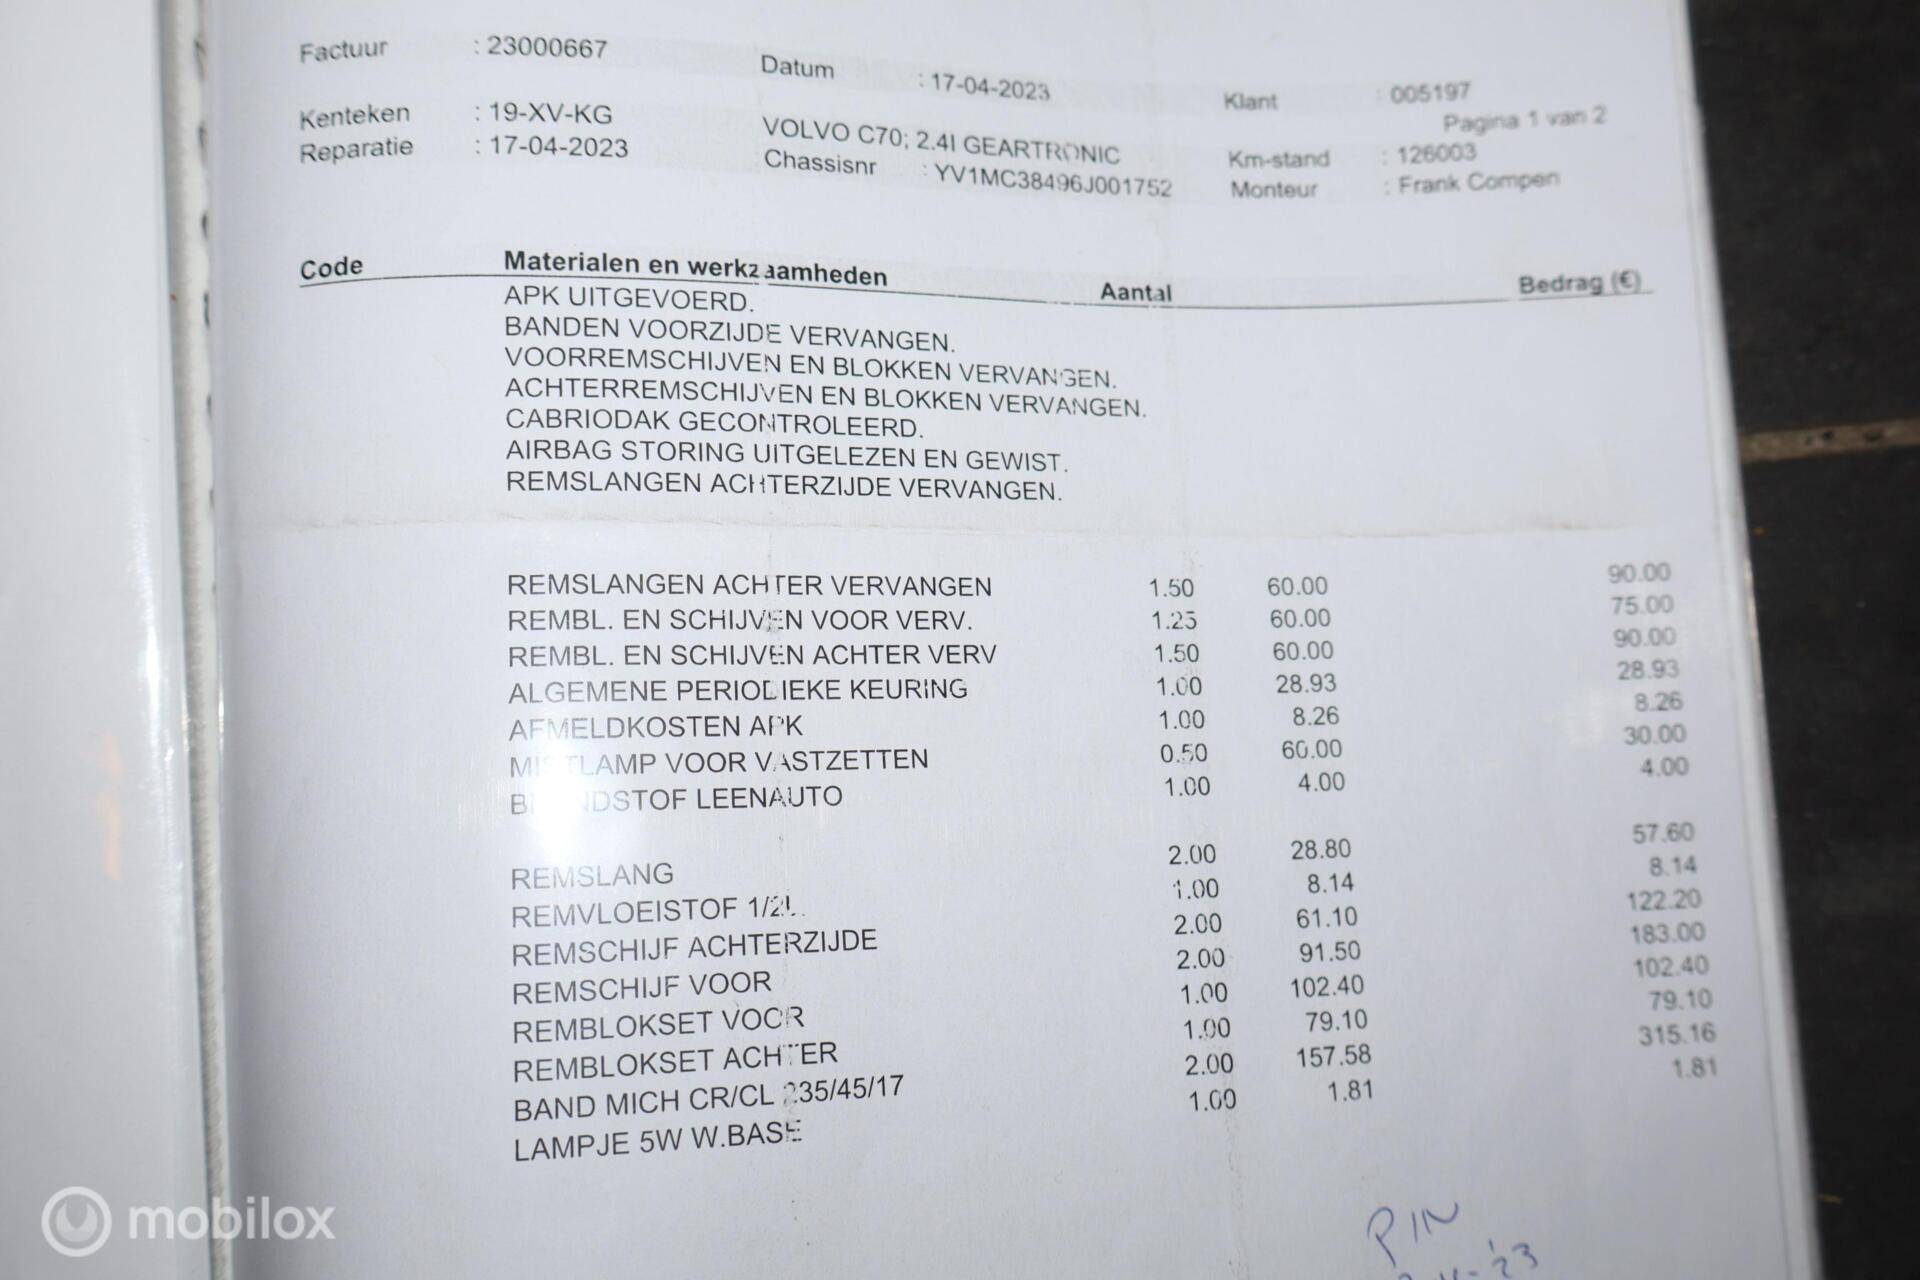 Factuur : 23000667 Datum : 17-04-2023 Klant : 005197
Pagina 1 van 2
Kenteken : 19-XV-KG VOLVO C70; 2.4I GEARTRONIC Km-stand : 126003
Reparatie : 17-04-2023 Chassisnr : YV1MC38496J001752 Monteur : Frank Compen
Code Materialen en werkzaamheden Aantal Bedrag (€)
APK UITGEVOERD.
BANDEN VOORZIJDE VERVANGEN.
VOORREMSCHIJVEN EN BLOKKEN VERVANGEN.
ACHTERREMSCHIJVEN EN BLOKKEN VERVANGEN.
CABRIODAK GECONTROLEERD.
AIRBAG STORING UITGELEZEN EN GEWIST.
REMSLANGEN ACHTERZIJDE VERVANGEN.
REMSLANGEN ACHTER VERVANGEN 1.50 60.00 90.00
REMBL. EN SCHIJVEN VOOR VERV. 1.25 60.00 75.00
REMBL. EN SCHIJVEN ACHTER VERV 1.50 60.00 90.00
ALGEMENE PERIODIEKE KEURING 1.00 28.93 28.93
AFMELDKOSTEN APK 1.00 8.26 8.26
MISTLAMP VOOR VASTZETTEN 0.50 60.00 30.00
BRANDSTOF LEENAUTO 1.00 4.00 4.00
REMSLANG 2.00 28.80 57.60
REMVLOEISTOF 1/2L. 1.00 8.14 8.14
REMSCHIJF ACHTERZIJDE 2.00 61.10 122.20
REMSCHIJF VOOR 2.00 91.50 183.00
REMBLOKSET VOOR 1.00 102.40 102.40
REMBLOKSET ACHTER 1.00 79.10 79.10
BAND MICH CR/CL 235/45/17 2.00 157.58 315.16
LAMPJE 5W W.BASE 1.00 1.81 1.81
PIN
mobilox